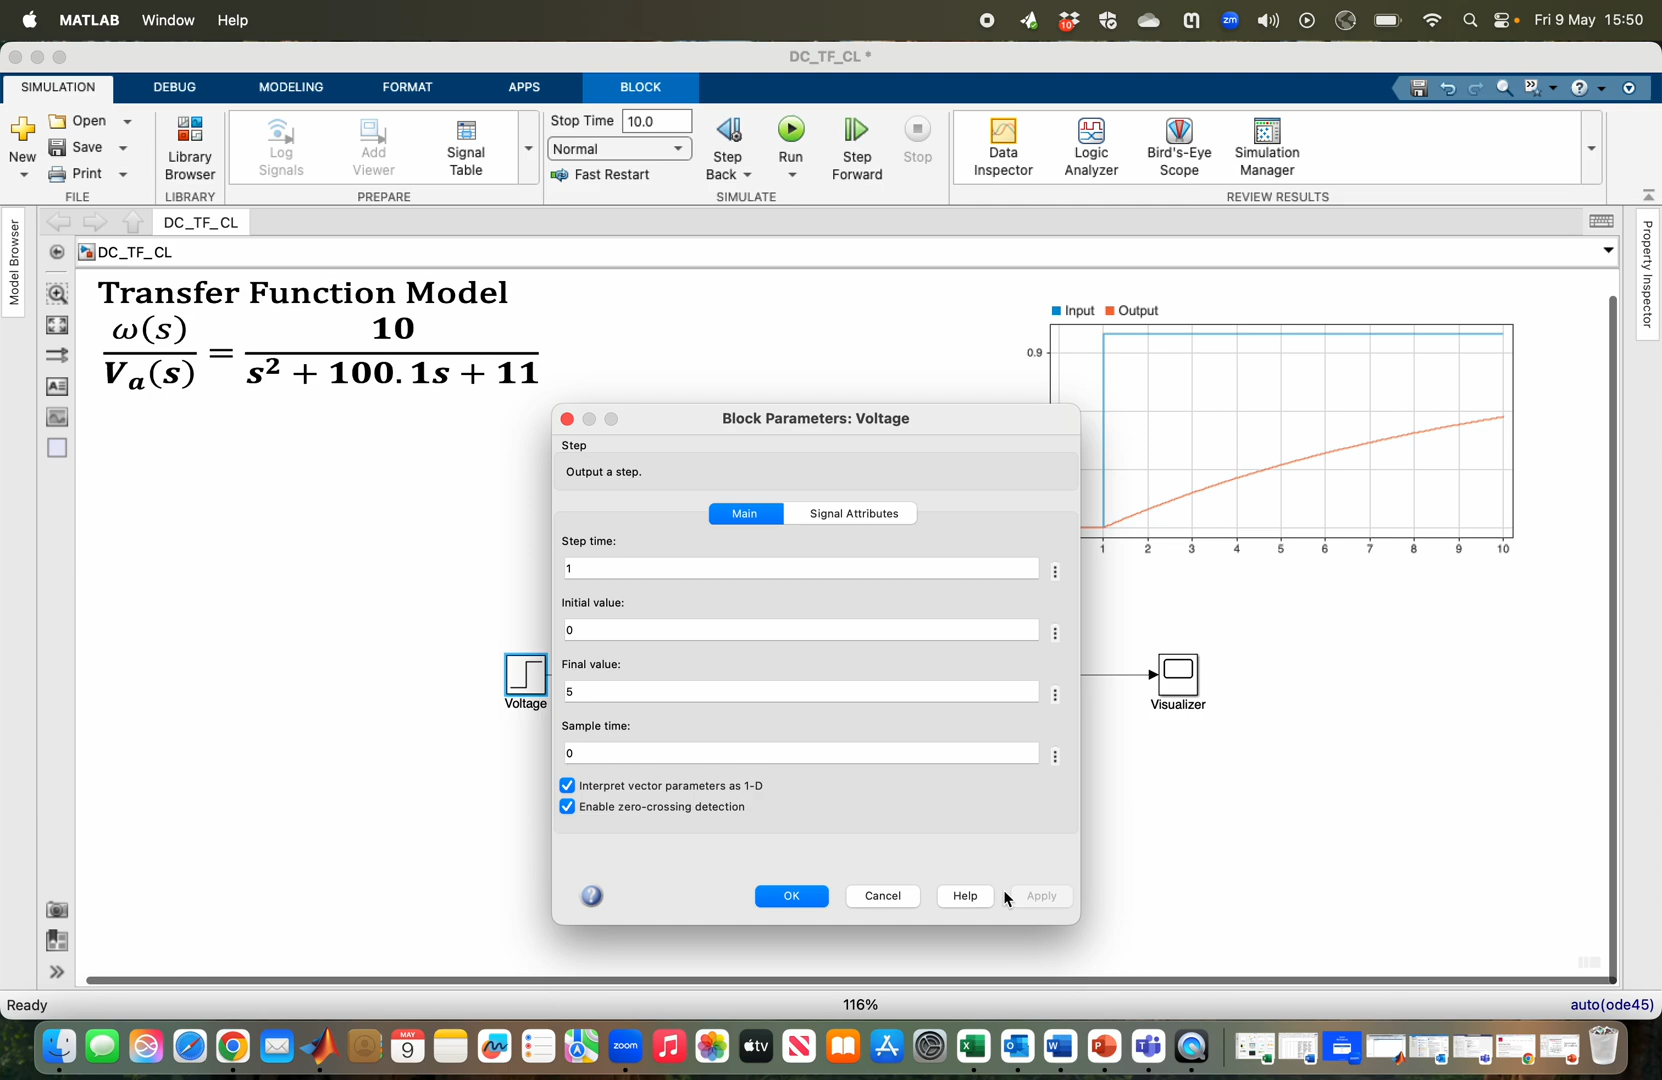 MATLAB Window Help
10
zm
Fri 9 May 15:50
DC_TF_CL *
SIMULATION DEBUG MODELING FORMAT APPS BLOCK
New
Open
Save
Print
FILE
Library
Browser
LIBRARY
Log
Signals
Add
Viewer
Signal
Table
PREPARE
Stop Time 10.0
Normal
Fast Restart
Step
Back
Run
Step
Forward
Stop
SIMULATE
Data
Inspector
Logic
Analyzer
Bird's-Eye
Scope
Simulation
Manager
REVIEW RESULTS
Model Browser
DC_TF_CL
DC_TF_CL
Property Inspector
Transfer Function Model
ω(s) / Vₐ(s) = 10 / s² + 100.1s + 11
Input Output
0.9
1 2 3 4 5 6 7 8 9 10
Block Parameters: Voltage
Step
Output a step.
Main Signal Attributes
Step time:
1
Initial value:
0
Final value:
5
Sample time:
0
Interpret vector parameters as 1-D
Enable zero-crossing detection
OK Cancel Help Apply
Voltage
Visualizer
Ready
116%
auto(ode45)
MAY
9
zoom
tv